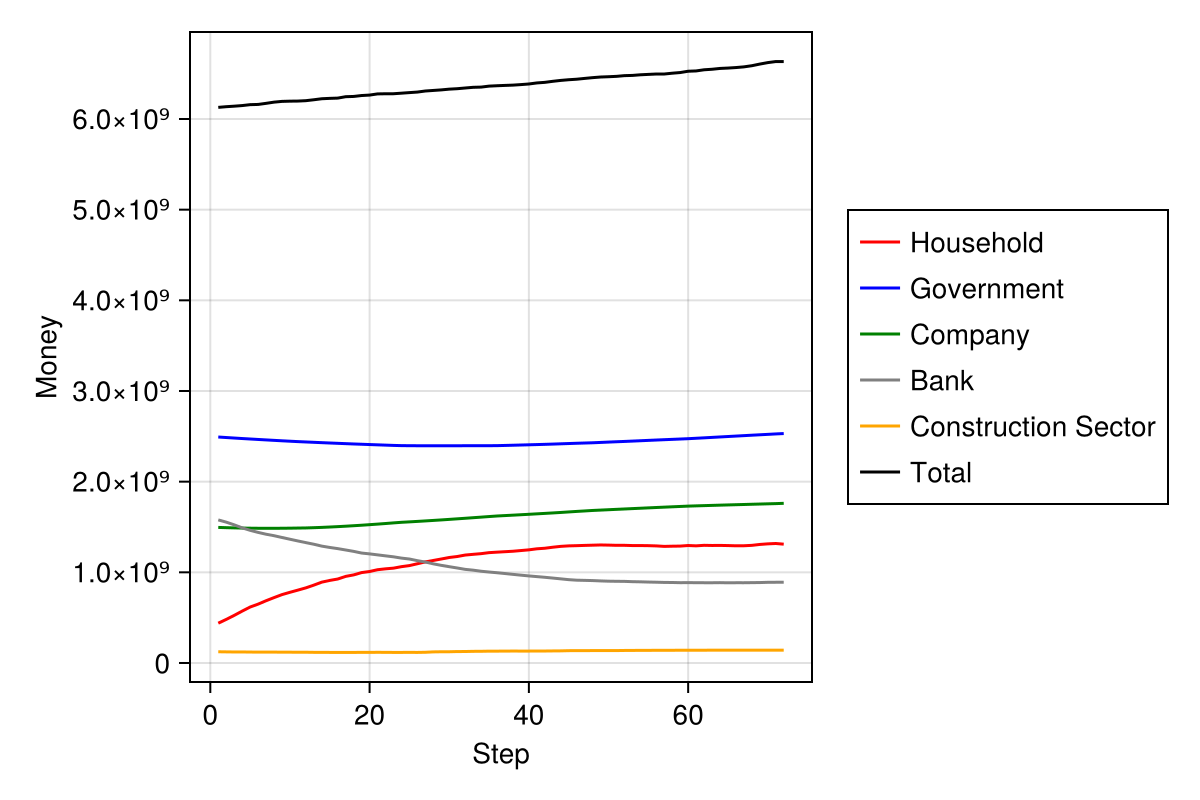 6.0×10⁹
5.0×10⁹
4.0×10⁹
3.0×10⁹
2.0×10⁹
1.0×10⁹
0
Money
0 20 40 60
Step
Household
Government
Company
Bank
Construction Sector
Total